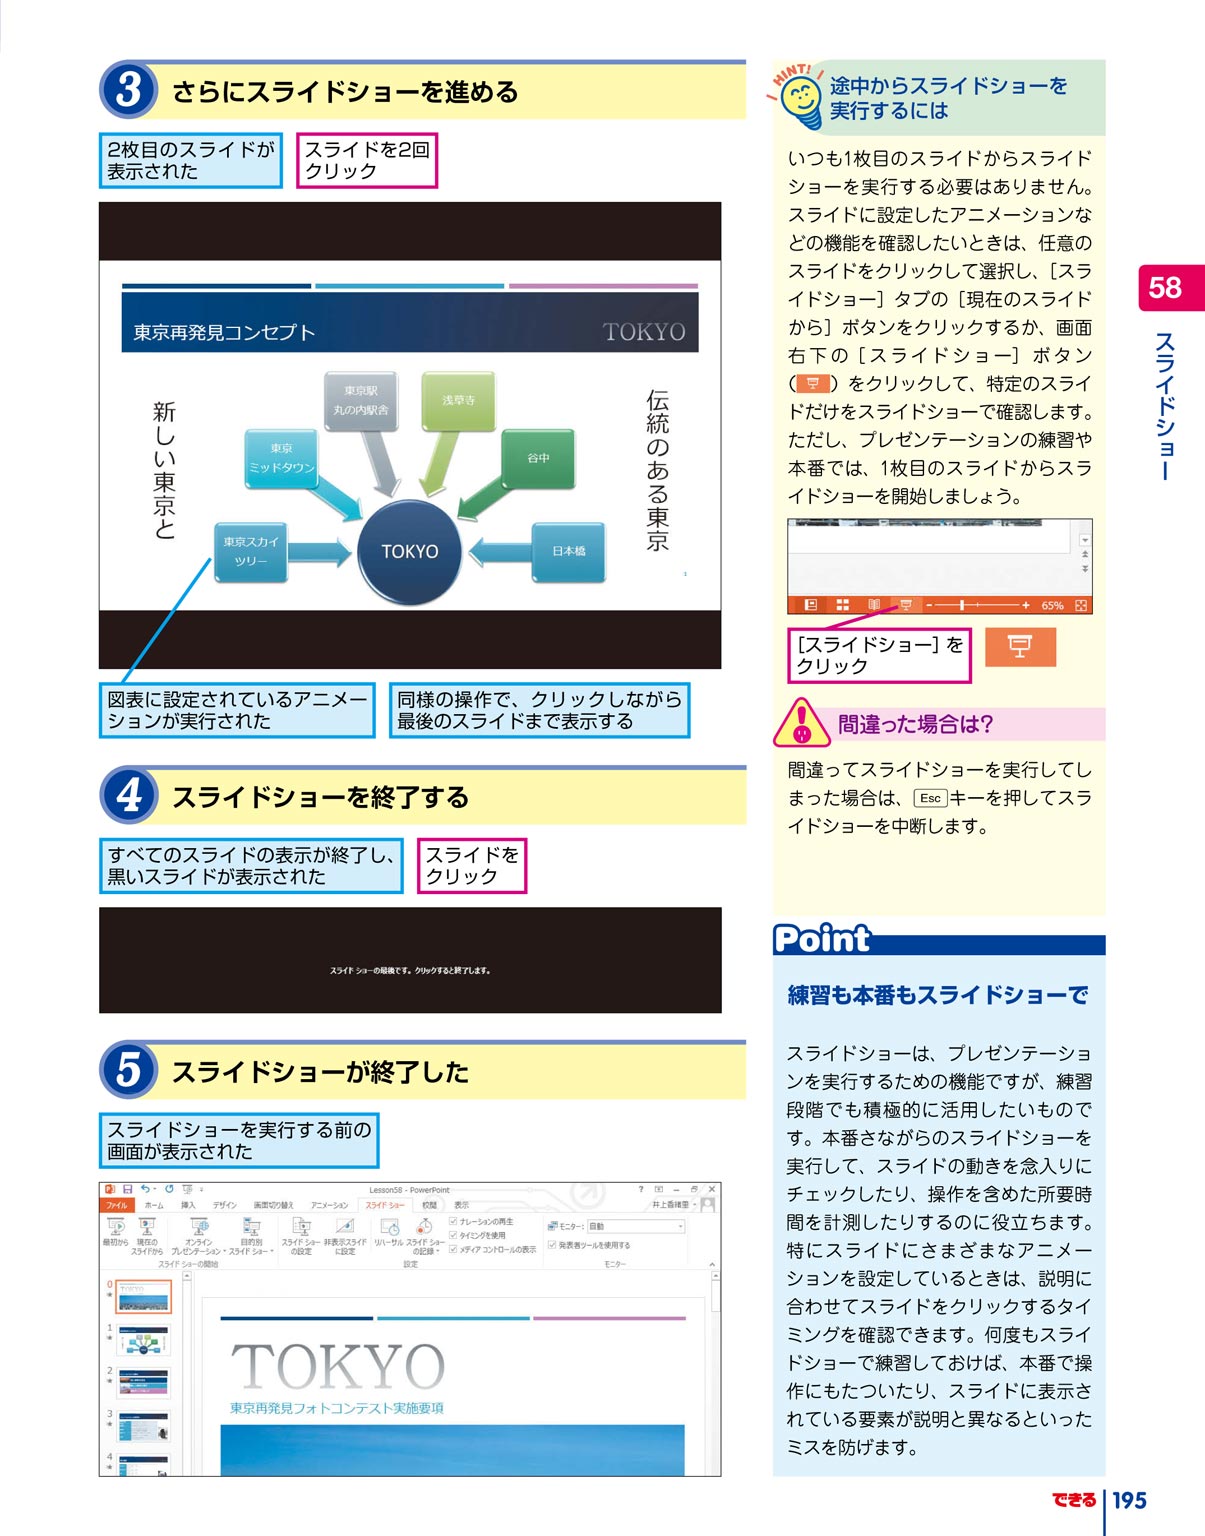 3 さらにスライドショーを進める
2枚目のスライドが
表示された
スライドを2回
クリック
東京再発見コンセプト
TOKYO
新しい東京と
伝統のある東京
東京駅
丸の内駅舎
浅草寺
東京
ミッドタウン
谷中
東京スカイ
ツリー
TOKYO
日本橋
図表に設定されているアニメー
ションが実行された
同様の操作で、クリックしながら
最後のスライドまで表示する
4 スライドショーを終了する
すべてのスライドの表示が終了し、
黒いスライドが表示された
スライドを
クリック
スライド ショーの最後です。クリックすると終了します。
5 スライドショーが終了した
スライドショーを実行する前の
画面が表示された
Lesson58 - PowerPoint
ファイル ホーム 挿入 デザイン 画面切り替え アニメーション スライド ショー 校閲 表示
井上香緒里
最初から
現在の
スライドから
オンライン
プレゼンテーション
目的別
スライド ショー
スライド ショー
の設定
非表示スライド
に設定
リハーサル
スライド ショー
の記録
ナレーションの再生
タイミングを使用
メディア コントロールの表示
モニター: 自動
発表者ツールを使用する
スライド ショーの開始
設定
モニター
0
1
2
3
4
TOKYO
東京再発見フォトコンテスト実施要項
HINT!
途中からスライドショーを
実行するには
いつも1枚目のスライドからスライド
ショーを実行する必要はありません。
スライドに設定したアニメーションな
どの機能を確認したいときは、任意の
スライドをクリックして選択し、［スラ
イドショー］タブの［現在のスライド
から］ボタンをクリックするか、画面
右下の［スライドショー］ボタン
（ ）をクリックして、特定のスライ
ドだけをスライドショーで確認します。
ただし、プレゼンテーションの練習や
本番では、1枚目のスライドからスラ
イドショーを開始しましょう。
65%
［スライドショー］を
クリック
間違った場合は？
間違ってスライドショーを実行してし
まった場合は、Escキーを押してスラ
イドショーを中断します。
Point
練習も本番もスライドショーで
スライドショーは、プレゼンテーショ
ンを実行するための機能ですが、練習
段階でも積極的に活用したいもので
す。本番さながらのスライドショーを
実行して、スライドの動きを念入りに
チェックしたり、操作を含めた所要時
間を計測したりするのに役立ちます。
特にスライドにさまざまなアニメー
ションを設定しているときは、説明に
合わせてスライドをクリックするタイ
ミングを確認できます。何度もスライ
ドショーで練習しておけば、本番で操
作にもたついたり、スライドに表示さ
れている要素が説明と異なるといった
ミスを防げます。
58
スライドショー
できる 195